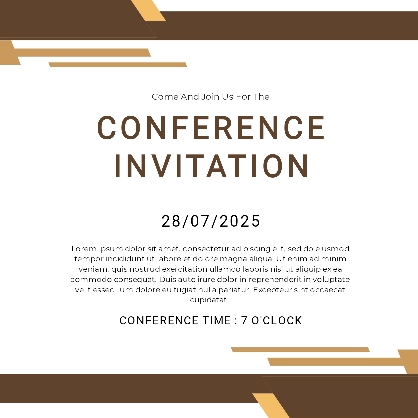 Come And Join Us For The
CONFERENCE
INVITATION
28/07/2025
Lorem ipsum dolor sit amet, consectetur adipiscing elit, sed do eiusmod
tempor incididunt ut labore et dolore magna aliqua. Ut enim ad minim
veniam, quis nostrud exercitation ullamco laboris nisi ut aliquip ex ea
commodo consequat. Duis aute irure dolor in reprehenderit in voluptate
velit esse cillum dolore eu fugiat nulla pariatur. Excepteur sint occaecat
cupidatat
CONFERENCE TIME : 7 O'CLOCK